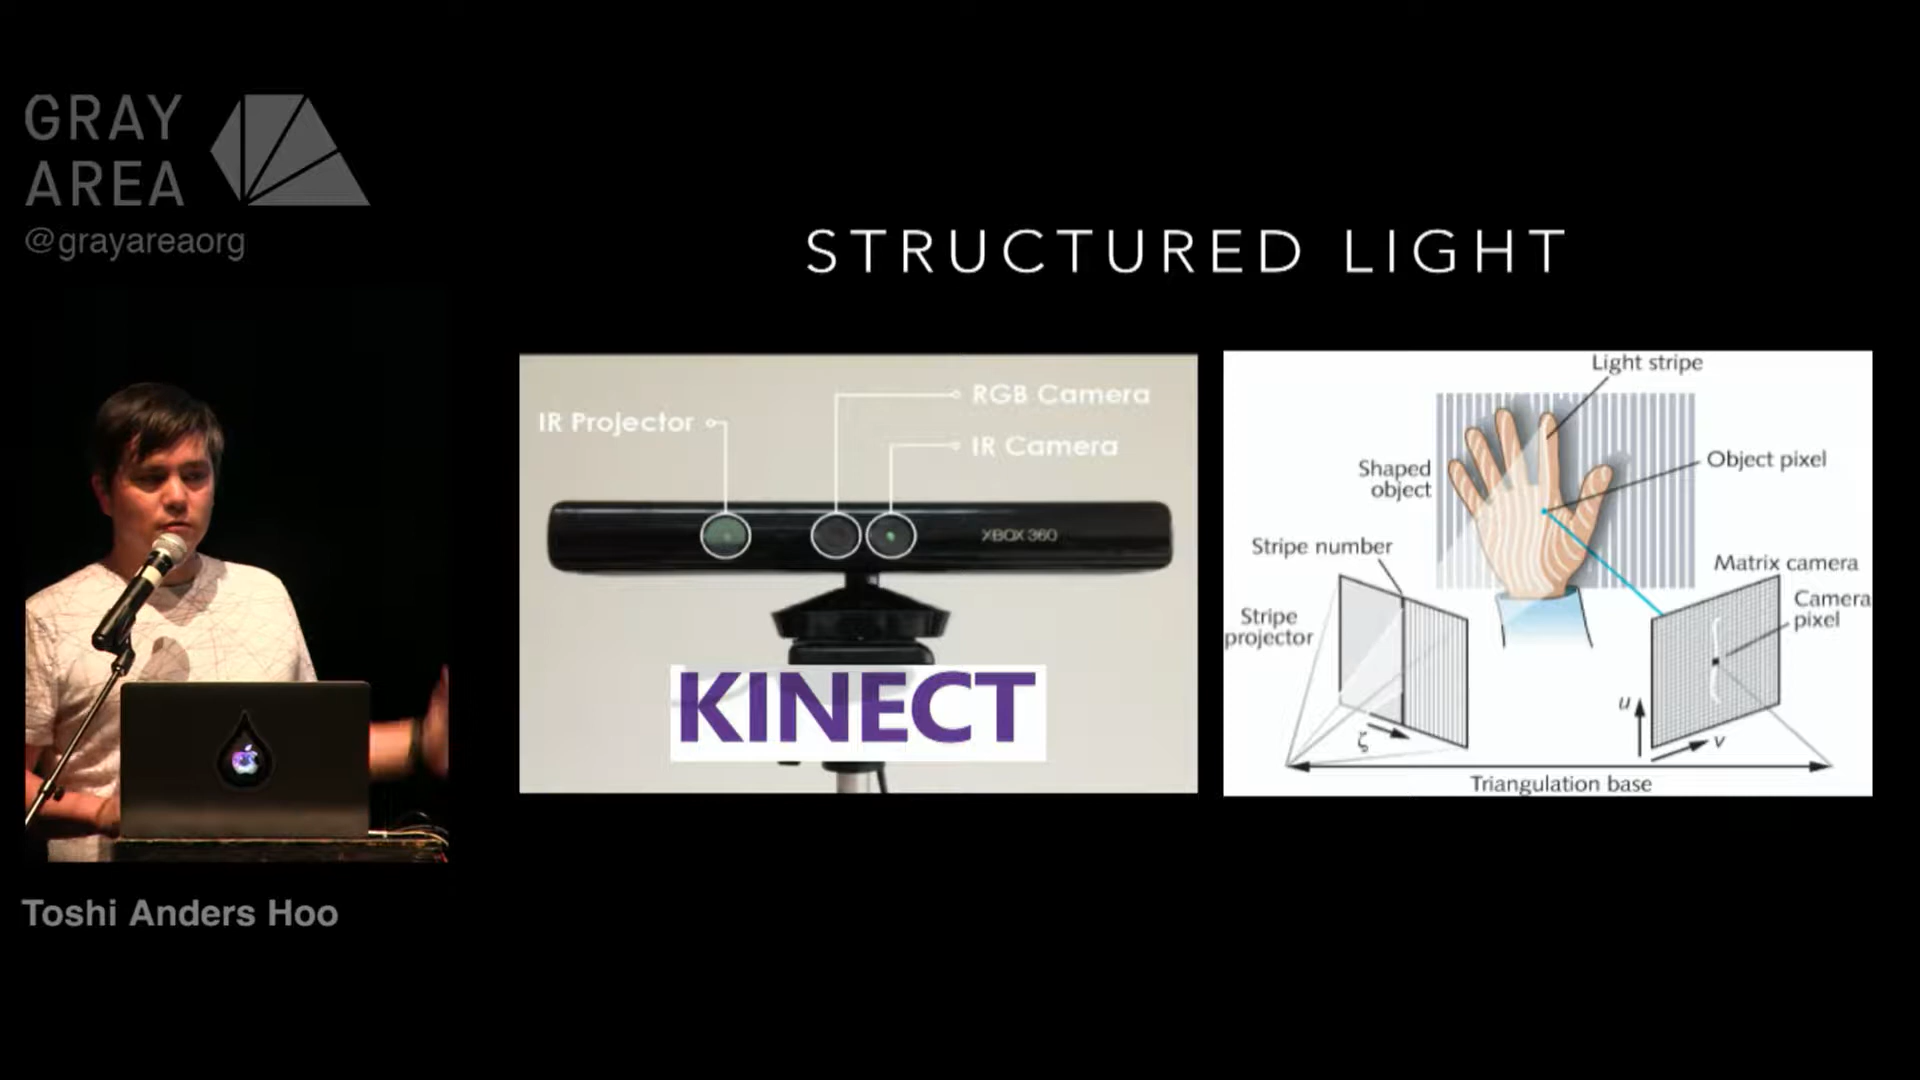 GRAY
AREA
@grayareaorg
STRUCTURED LIGHT
IR Projector
RGB Camera
IR Camera
XBOX 360
KINECT
Light stripe
Object pixel
Shaped
object
Stripe number
Stripe
projector
Matrix camera
Camera
pixel
u
v
ζ
Triangulation base
Toshi Anders Hoo